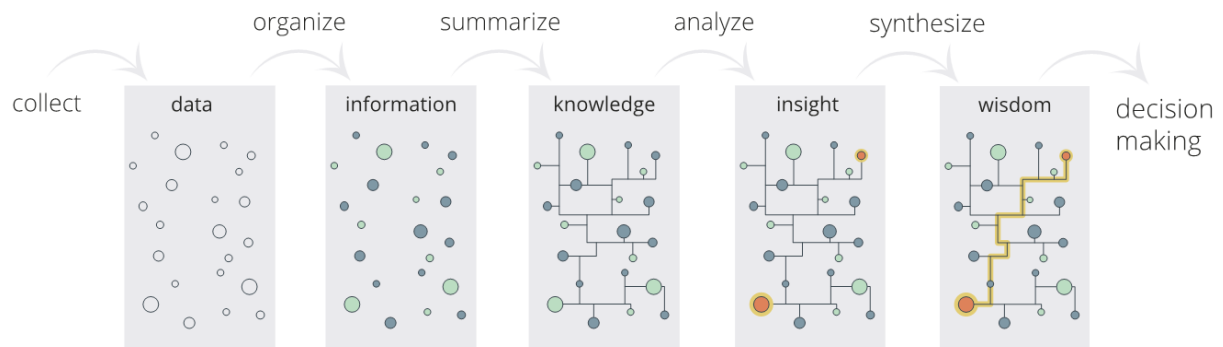 organize
summarize
analyze
synthesize
collect
data
information
knowledge
insight
wisdom
decision
making